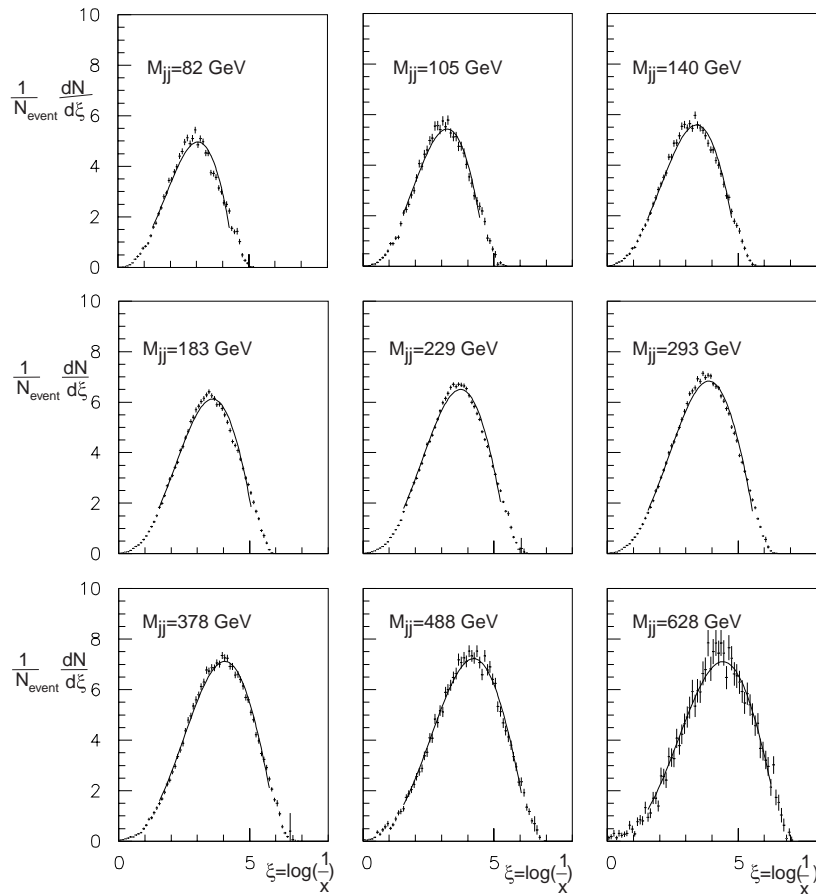 10
8
6
4
2
0
1/N_event dN/dξ
M_jj=82 GeV
M_jj=105 GeV
M_jj=140 GeV
10
8
6
4
2
0
1/N_event dN/dξ
M_jj=183 GeV
M_jj=229 GeV
M_jj=293 GeV
10
8
6
4
2
0
1/N_event dN/dξ
M_jj=378 GeV
M_jj=488 GeV
M_jj=628 GeV
0 5 ξ=log(1/x)
0 5 ξ=log(1/x)
0 5 ξ=log(1/x)